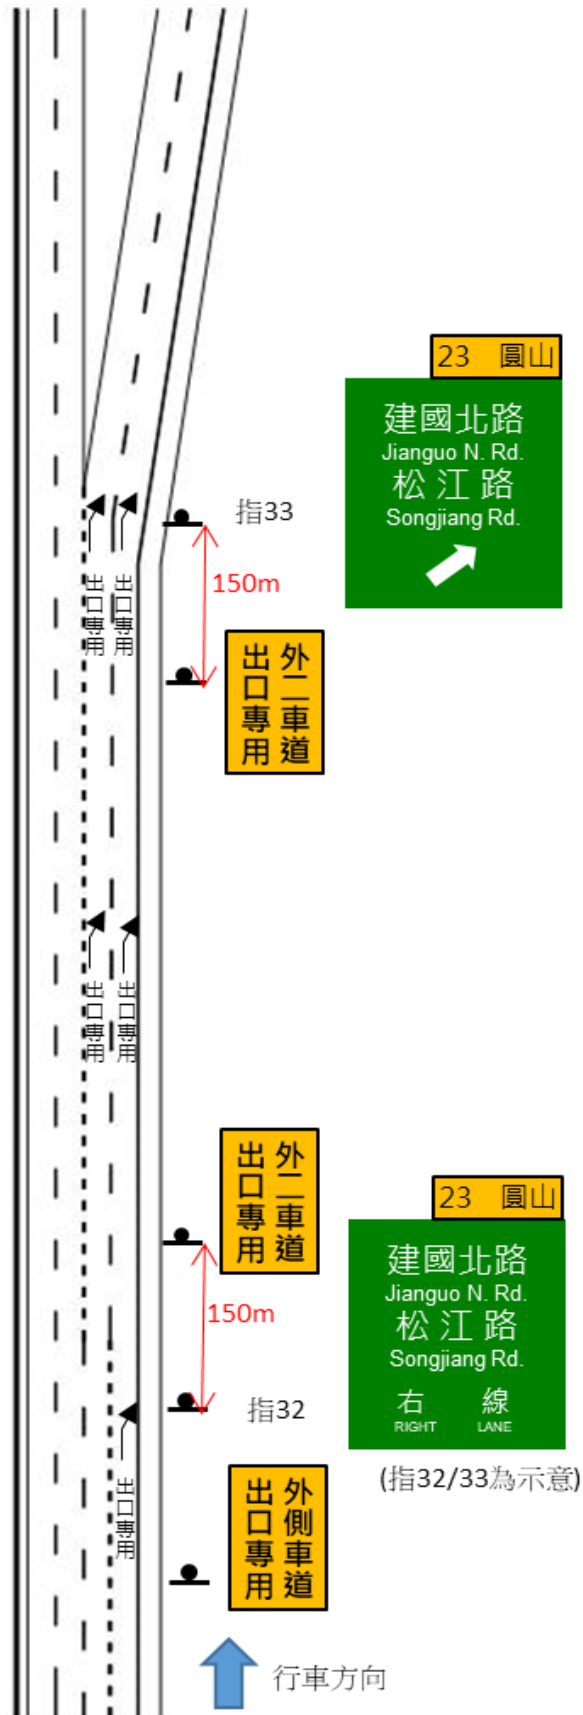 23 圓山
建國北路
Jianguo N. Rd.
松江路
Songjiang Rd.
指33
150m
出口專用
出口專用
外二車道
出口專用
出口專用
出口專用
外二車道
出口專用
23 圓山
建國北路
Jianguo N. Rd.
松江路
Songjiang Rd.
右 線
RIGHT LANE
150m
指32
(指32/33為示意)
出口專用
外側車道
出口專用
行車方向